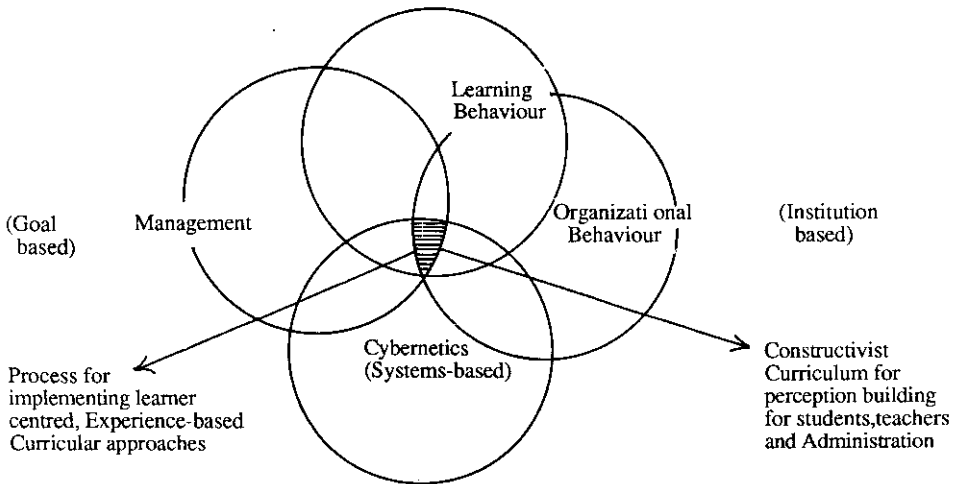 Learning
Behaviour
(Goal
based)
Management
Organizati onal
Behaviour
(Institution
based)
Cybernetics
(Systems-based)
Process for
implementing learner
centred, Experience-based
Curricular approaches
Constructivist
Curriculum for
perception building
for students,teachers
and Administration